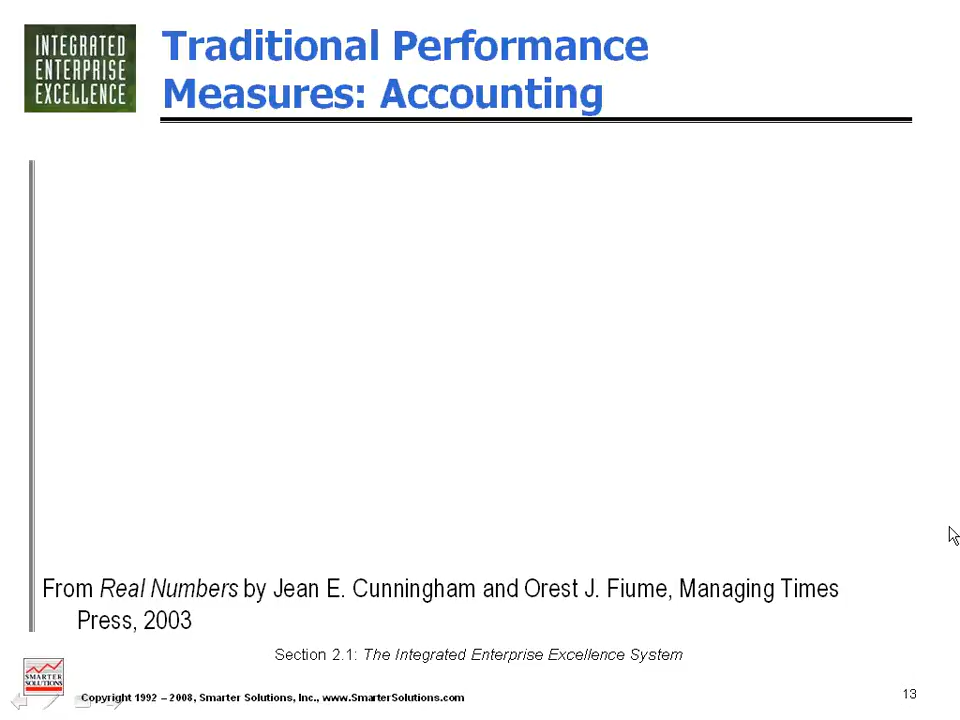 INTEGRATED
ENTERPRISE
EXCELLENCE
Traditional Performance
Measures: Accounting
From Real Numbers by Jean E. Cunningham and Orest J. Fiume, Managing Times
Press, 2003
Section 2.1: The Integrated Enterprise Excellence System
SMARTER
SOLUTIONS
Copyright 1992 – 2008, Smarter Solutions, Inc., www.SmarterSolutions.com
13